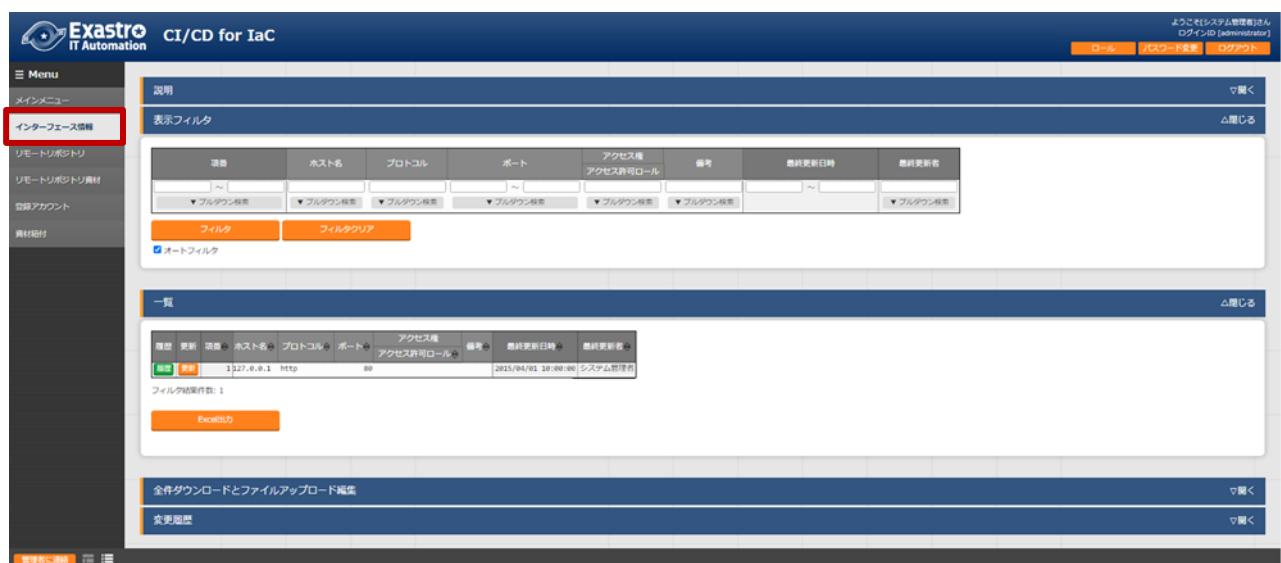 Exastro
IT Automation
CI/CD for IaC
ようこそ[システム管理者]さん
ログインID [administrator]
ロール パスワード変更 ログアウト
Menu
メインメニュー
インターフェース情報
リモートリポジトリ
リモートリポジトリ資材
登録アカウント
資材紐付
説明 ▽開く
表示フィルタ △閉じる
項番 ホスト名 プロトコル ポート アクセス権 備考 最終更新日時 最終更新者
アクセス許可ロール
~ ~ ~
▼ プルダウン検索 ▼ プルダウン検索 ▼ プルダウン検索 ▼ プルダウン検索 ▼ プルダウン検索 ▼ プルダウン検索 ▼ プルダウン検索
フィルタ フィルタクリア
オートフィルタ
一覧 △閉じる
履歴 更新 項番 ホスト名 プロトコル ポート アクセス権 備考 最終更新日時 最終更新者
アクセス許可ロール
履歴 更新 1 127.0.0.1 http 80 2015/04/01 10:00:00 システム管理者
フィルタ結果件数: 1
Excel出力
全件ダウンロードとファイルアップロード編集 ▽開く
変更履歴 ▽開く
管理者に連絡